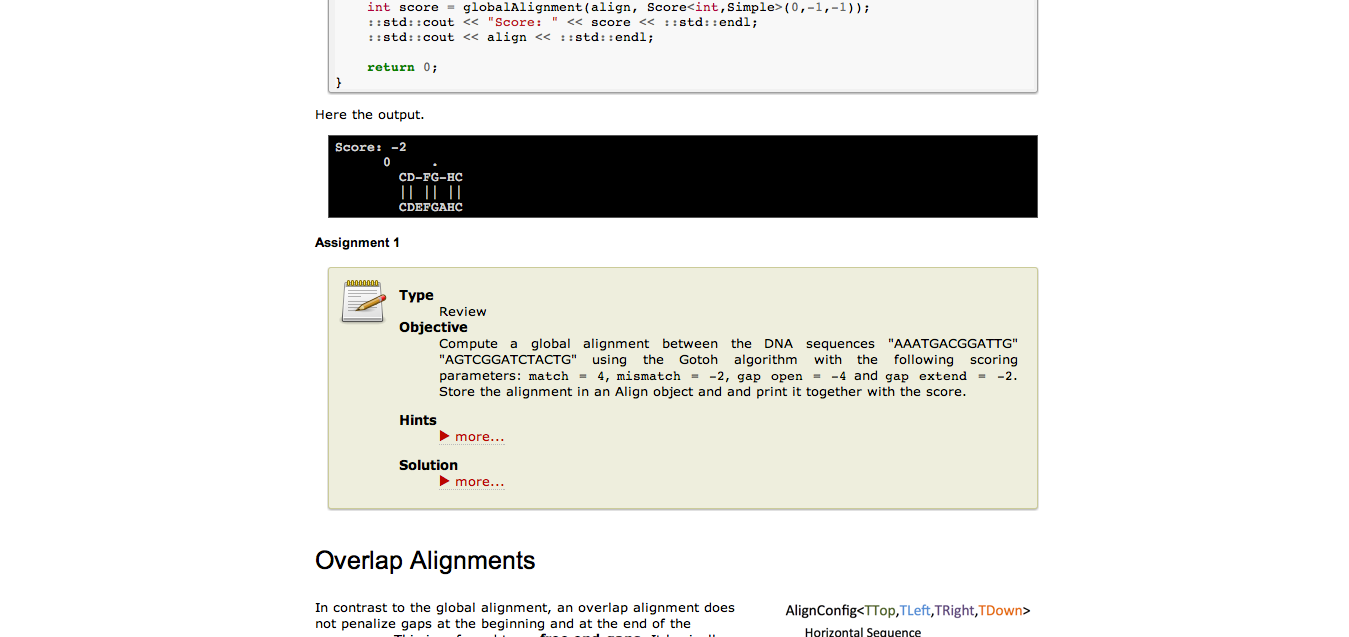 int score = globalAlignment(align, Score<int,Simple>(0,-1,-1));
::std::cout << "Score: " << score << ::std::endl;
::std::cout << align << ::std::endl;
return 0;
}
Here the output.
Score: -2
0 .
CD-FG-HC
|| || ||
CDEFGAHC
Assignment 1
Type
Review
Objective
Compute a global alignment between the DNA sequences "AAATGACGGATTG"
"AGTCGGATCTACTG" using the Gotoh algorithm with the following scoring
parameters: match = 4, mismatch = -2, gap open = -4 and gap extend = -2.
Store the alignment in an Align object and and print it together with the score.
Hints
more...
Solution
more...
Overlap Alignments
In contrast to the global alignment, an overlap alignment does
not penalize gaps at the beginning and at the end of the
AlignConfig<TTop,TLeft,TRight,TDown>
Horizontal Sequence